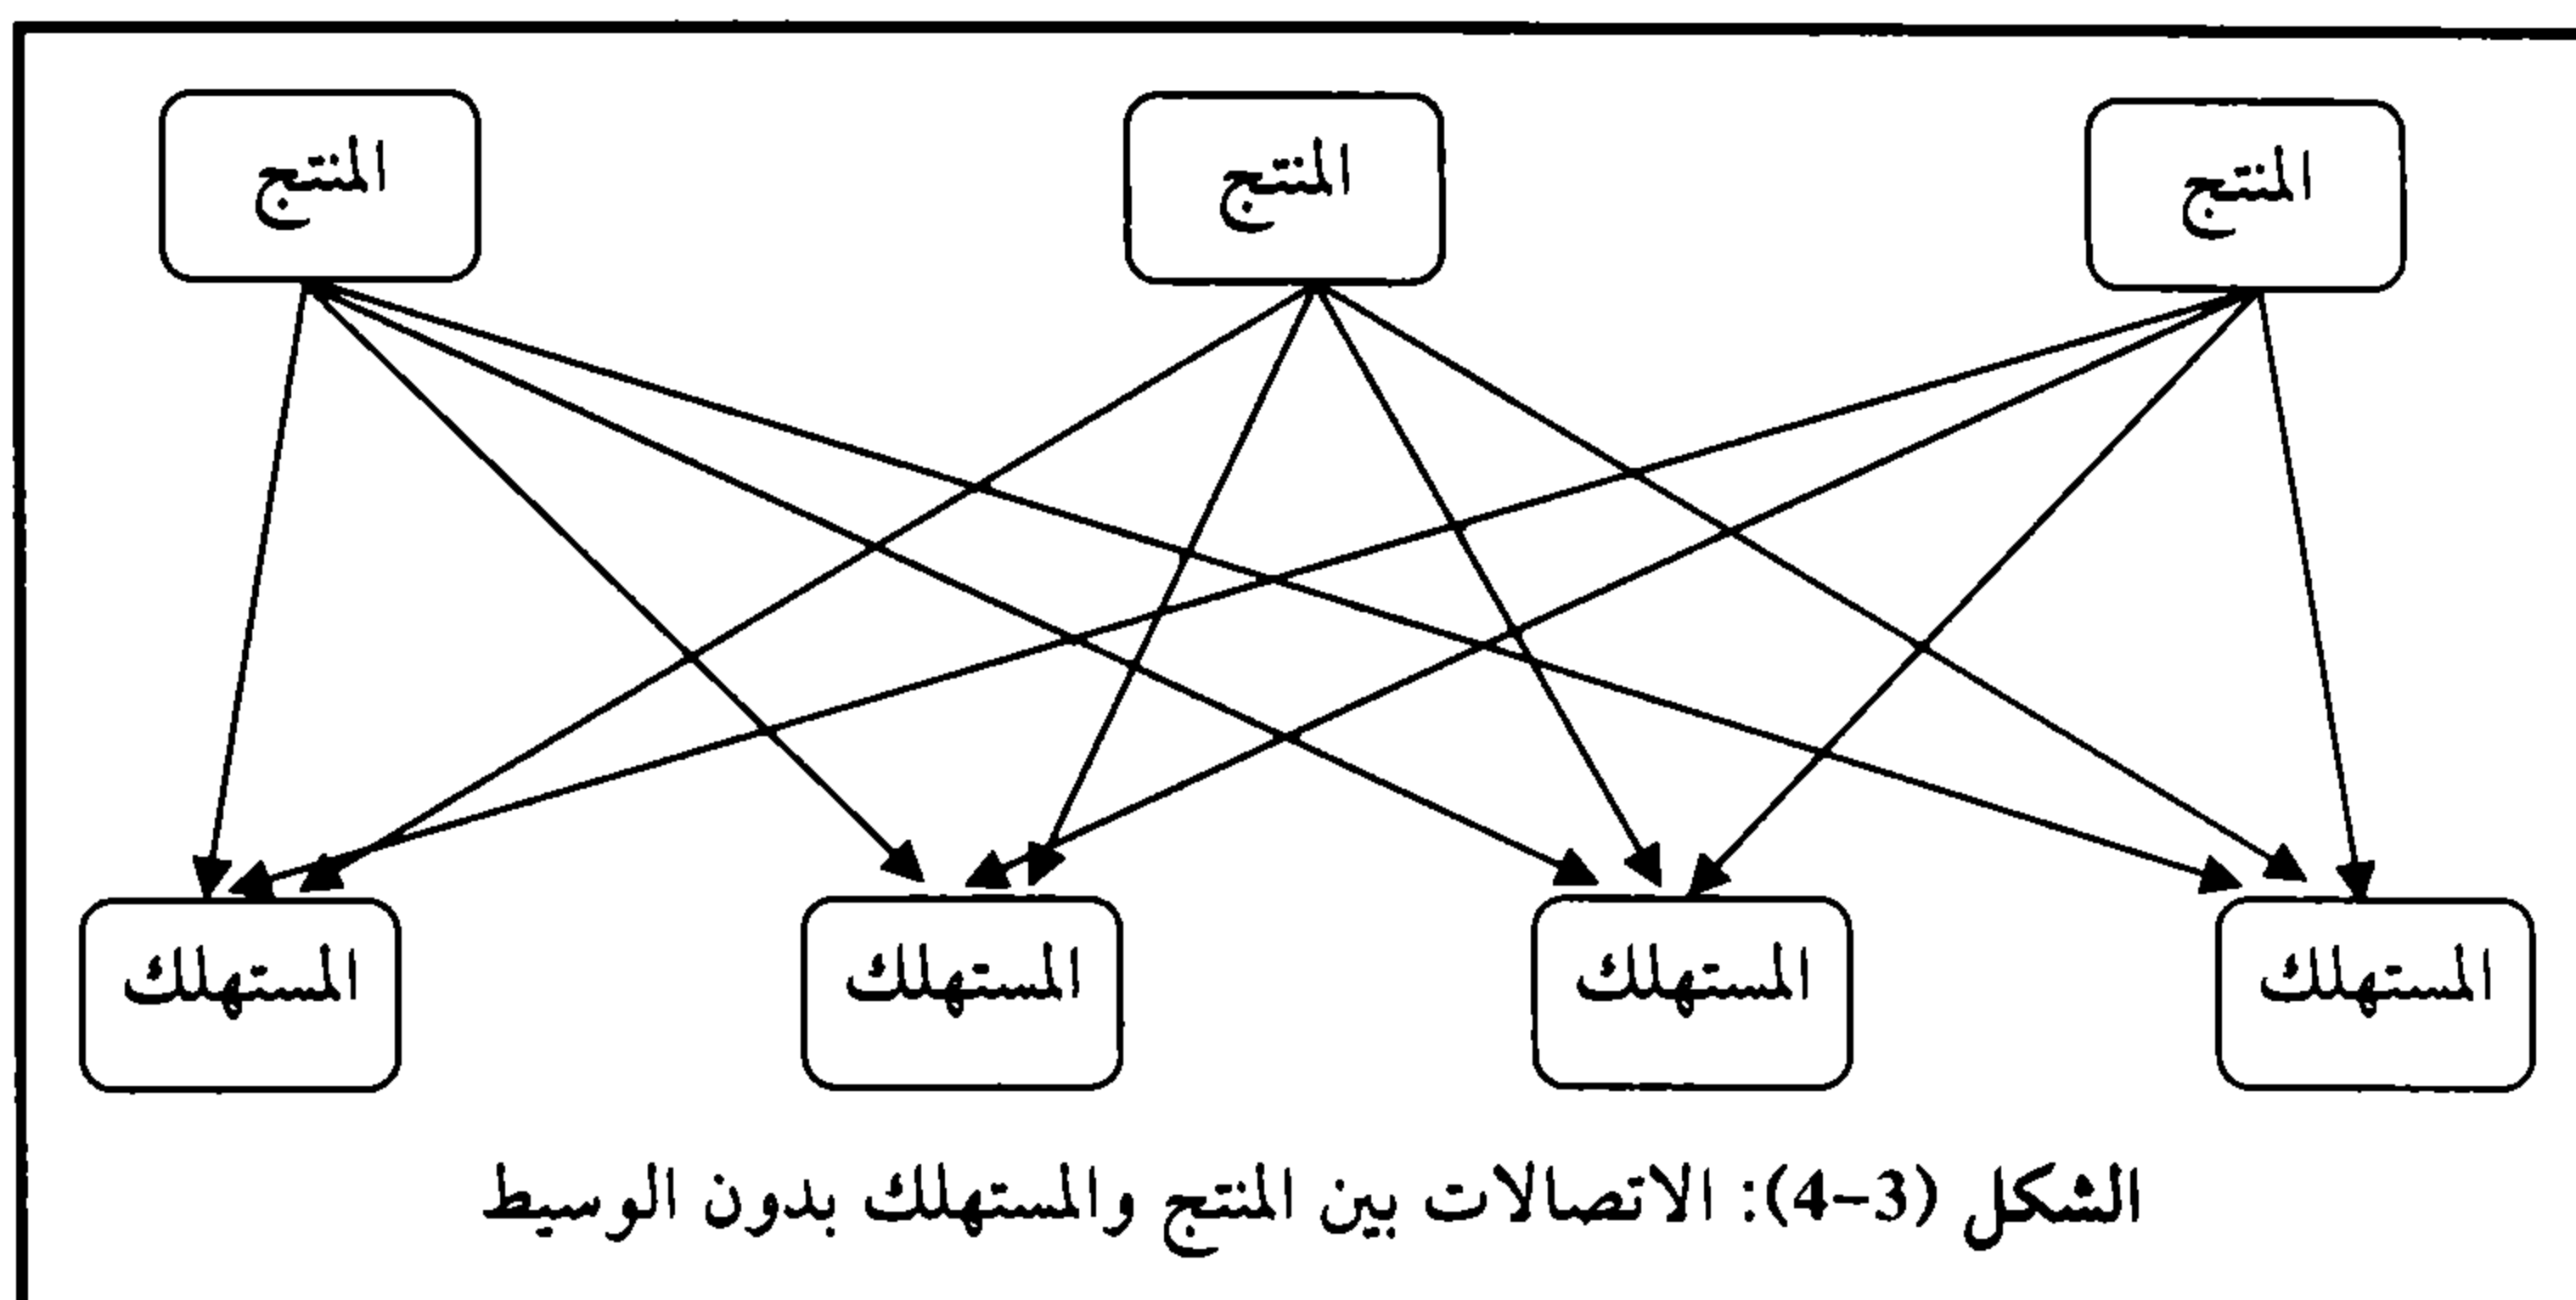 المنتج
المنتج
المنتج
المستهلك
المستهلك
المستهلك
المستهلك
الشكل (3-4): الاتصالات بين المنتج والمستهلك بدون الوسيط